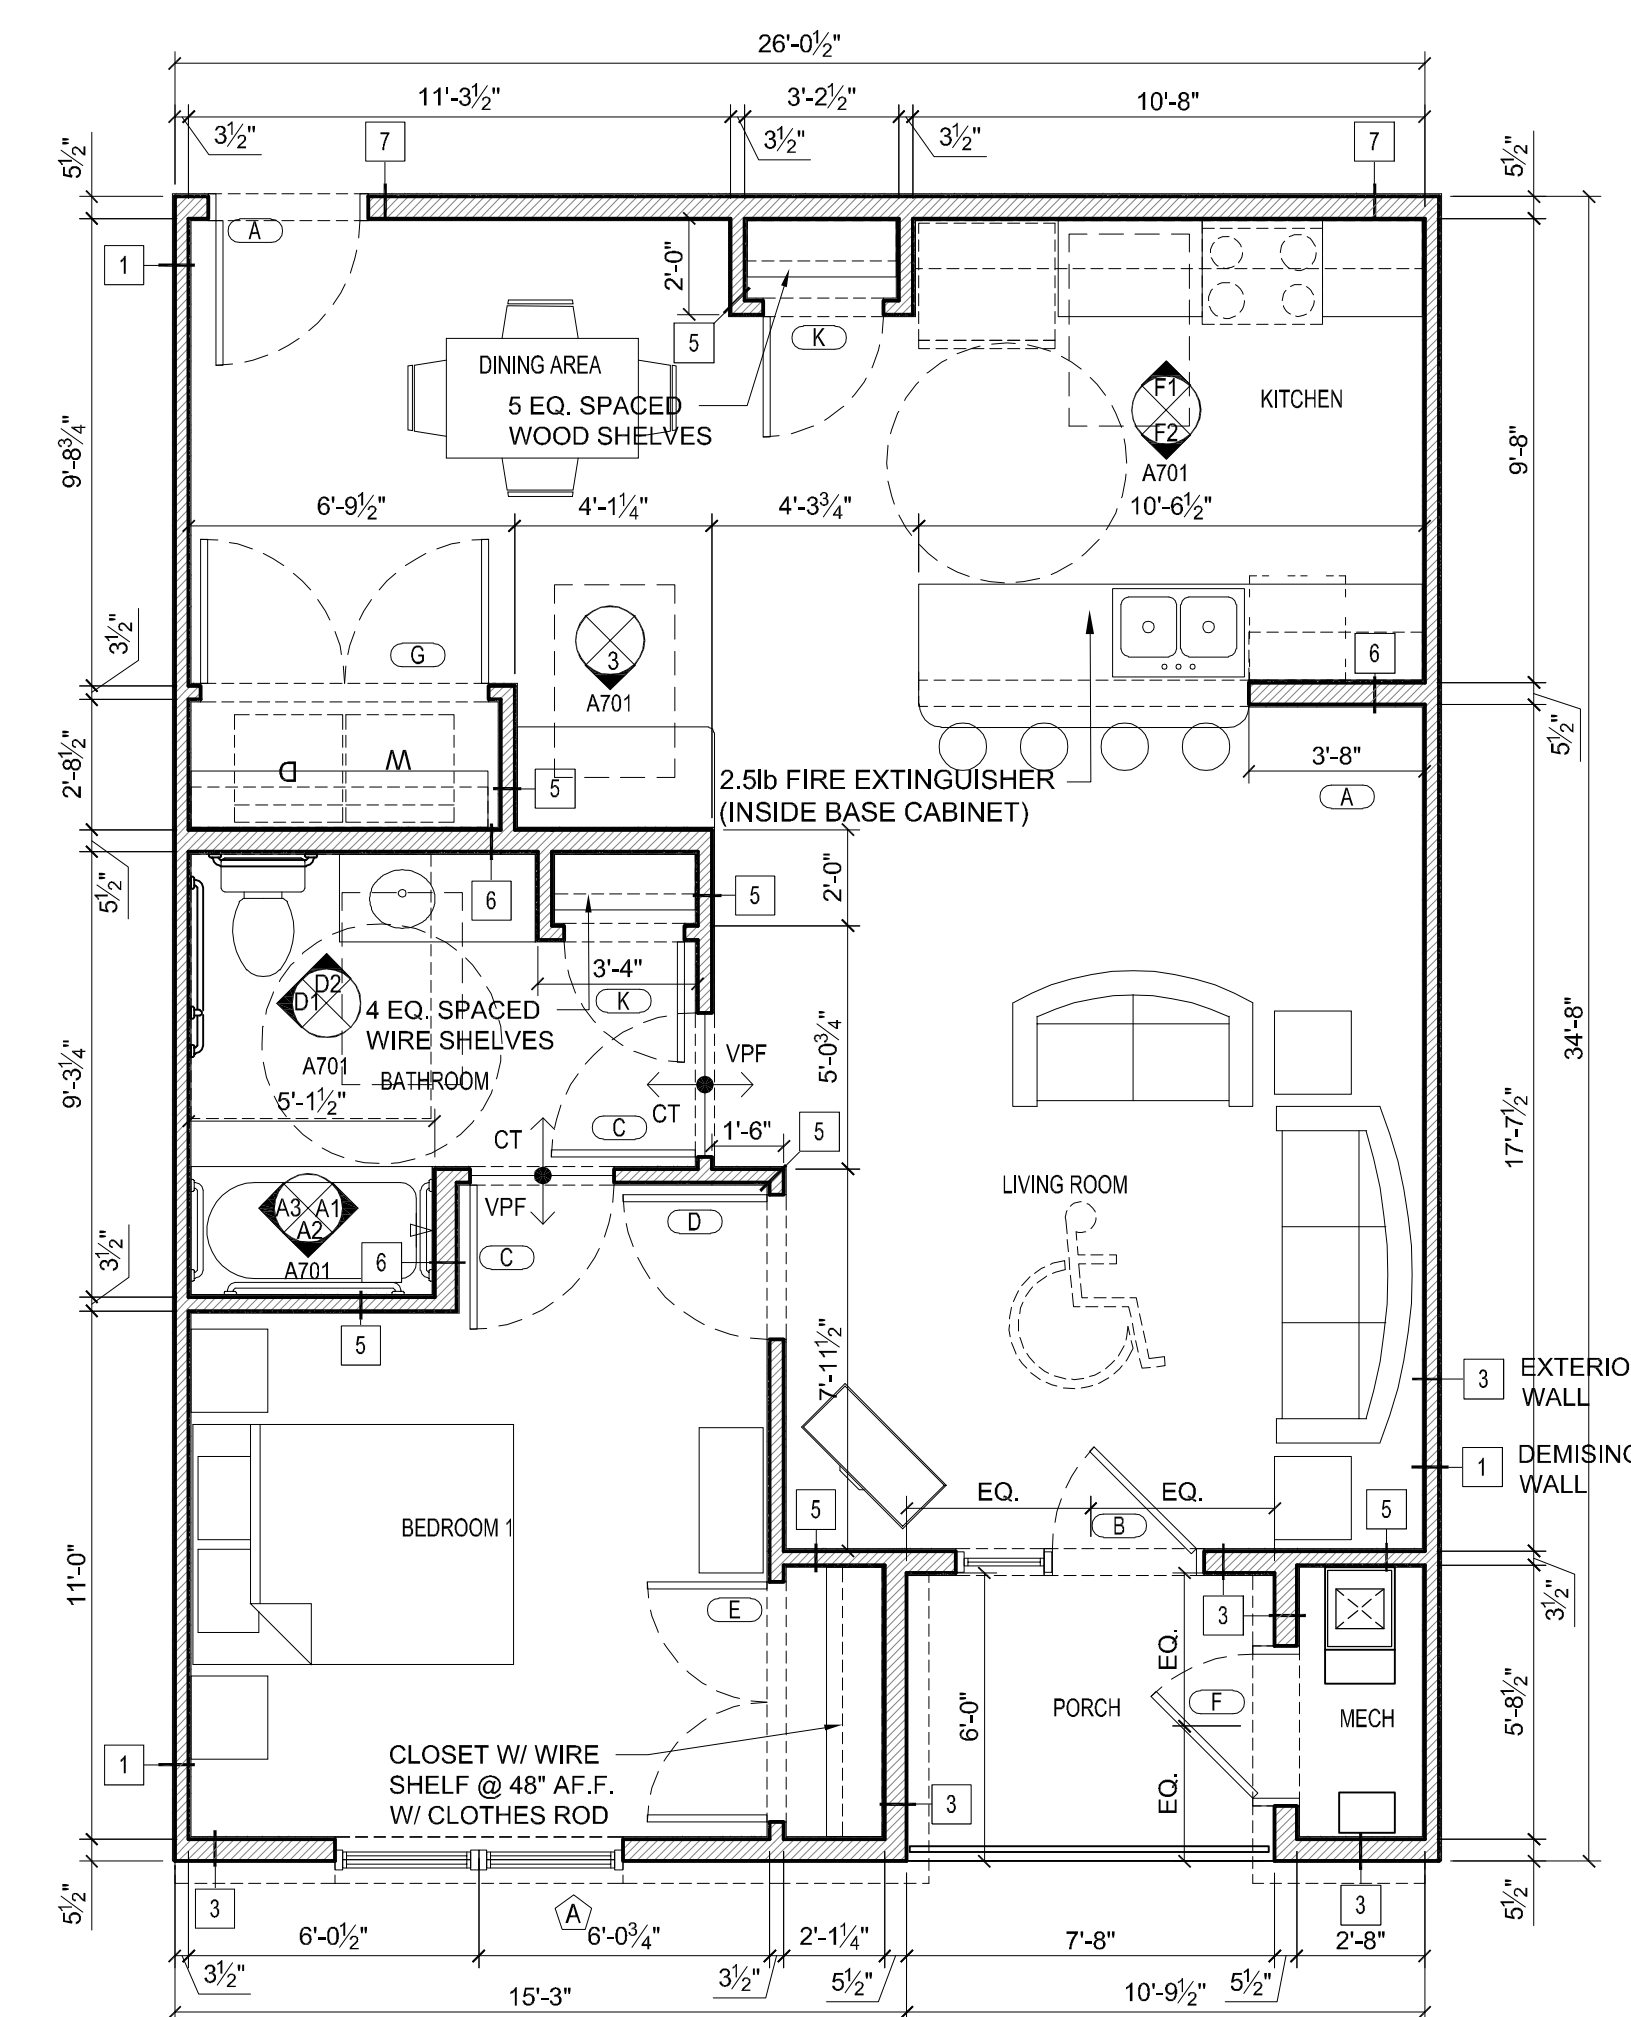 26'-0½"
11'-3½"
3'-2½"
10'-8"
3½"
3½"
3½"
5½"
7
7
5½"
A
1
2'-0"
5
K
DINING AREA
5 EQ. SPACED
WOOD SHELVES
F1
F2
A701
KITCHEN
9'-8¾"
9'-8"
6'-9½"
4'-1¼"
4'-3¾"
10'-6½"
3½"
G
3
A701
6
5½"
2'-8½"
D
W
5
2.5lb FIRE EXTINGUISHER
(INSIDE BASE CABINET)
3'-8"
A
5½"
6
5
2'-0"
3'-4"
K
D2
D1
4 EQ. SPACED
WIRE SHELVES
A701
BATHROOM
5'-1½"
9'-3¼"
VPF
CT
5'-0¾"
34'-8"
17'-7½"
CT
C
1'-6"
5
LIVING ROOM
VPF
D
A3
A1
A2
A701
6
C
3½"
5
7'-11½"
3
EXTERIO
WALL
1
DEMISING
WALL
BEDROOM 1
EQ.
EQ.
B
5
5
11'-0"
E
3
3½"
EQ.
6'-0"
PORCH
F
MECH
5'-8½"
EQ.
1
CLOSET W/ WIRE
SHELF @ 48" AF.F.
W/ CLOTHES ROD
3
3
A
3
5½"
5½"
6'-0½"
6'-0¾"
2'-1¼"
7'-8"
2'-8"
3½"
3½"
5½"
5½"
15'-3"
10'-9½"